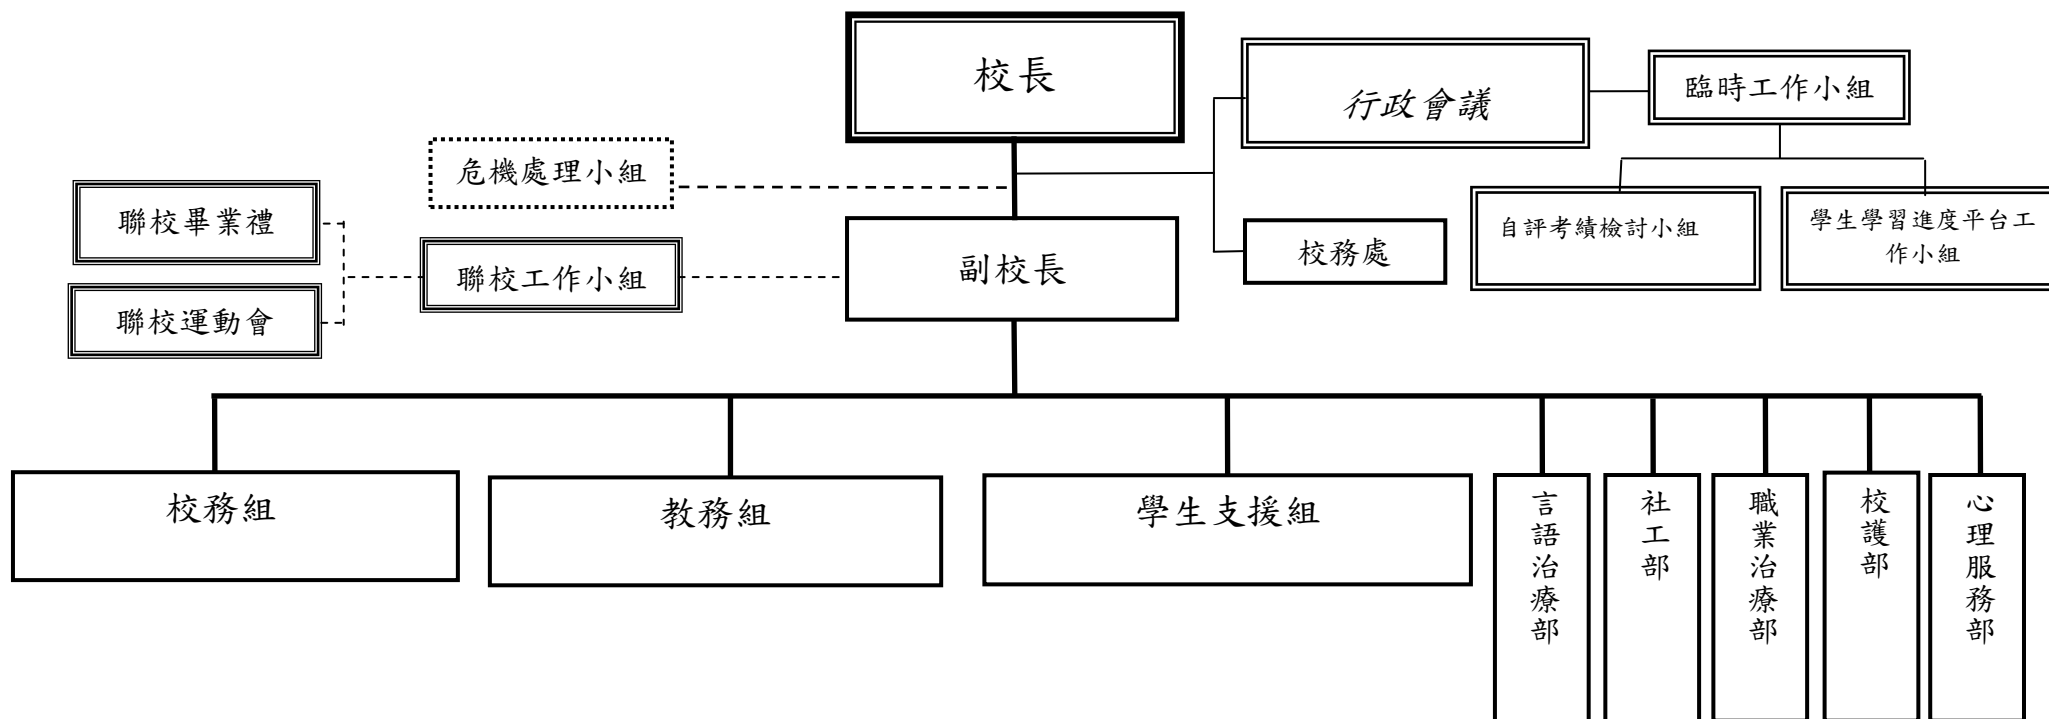 校長
行政會議
臨時工作小組
危機處理小組
聯校畢業禮
自評考績檢討小組
學生學習進度平台工
作小組
校務處
副校長
聯校工作小組
聯校運動會
校務組
教務組
學生支援組
言語治療部
社工部
職業治療部
校護部
心理服務部